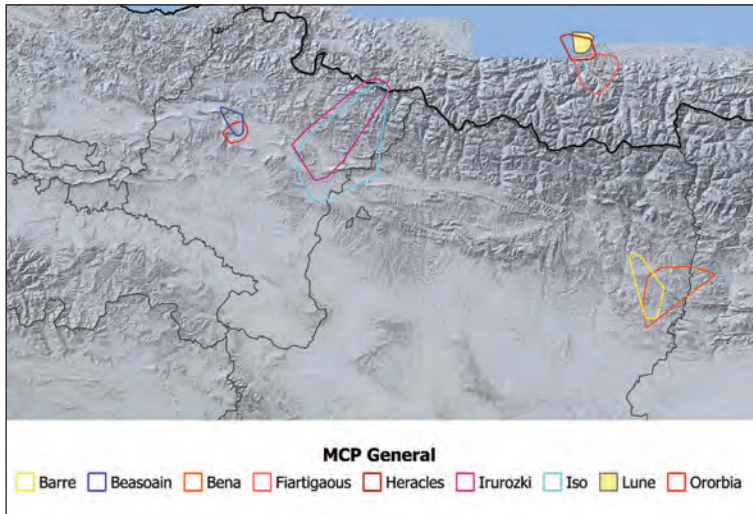 MCP General
Barre Beasoain Bena Fiartigaous Heracles Irurozki Iso Lune Ororbia